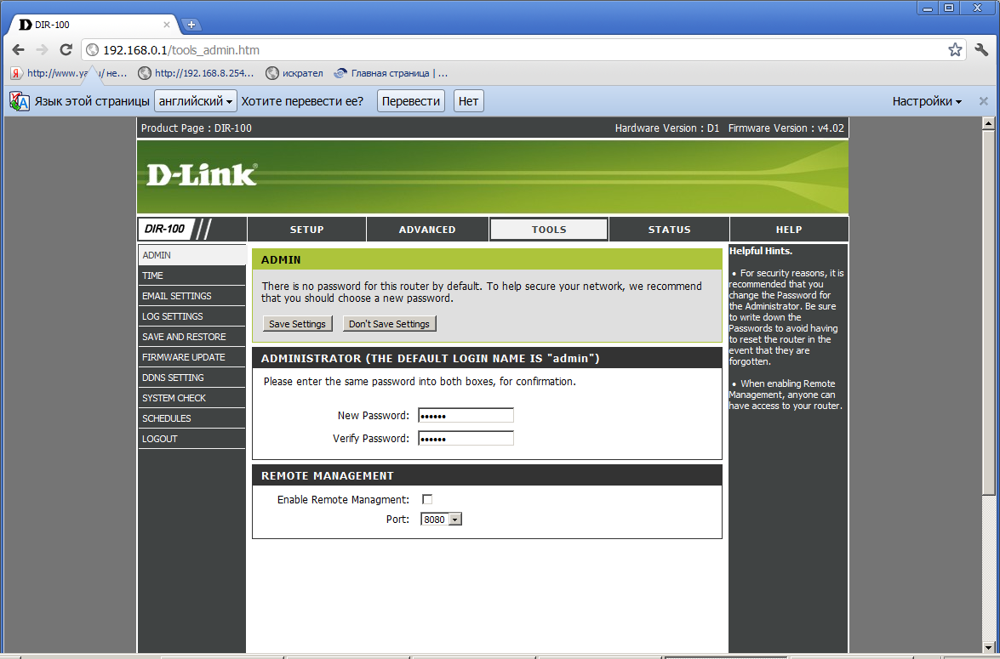 DIR-100
192.168.0.1/tools_admin.htm
http://www.ya
u/ не...
http://192.168.8.254...
искрател
Главная страница | ...
Язык этой страницы
английский
Хотите перевести ее?
Перевести
Нет
Настройки
Product Page : DIR-100
Hardware Version : D1
Firmware Version : v4.02
D-Link®
DIR-100
SETUP
ADVANCED
TOOLS
STATUS
HELP
ADMIN
TIME
EMAIL SETTINGS
LOG SETTINGS
SAVE AND RESTORE
FIRMWARE UPDATE
DDNS SETTING
SYSTEM CHECK
SCHEDULES
LOGOUT
ADMIN
There is no password for this router by default. To help secure your network, we recommend
that you should choose a new password.
Save Settings
Don't Save Settings
ADMINISTRATOR (THE DEFAULT LOGIN NAME IS "admin")
Please enter the same password into both boxes, for confirmation.
New Password: ••••••
Verify Password: ••••••
REMOTE MANAGEMENT
Enable Remote Managment:
Port: 8080
Helpful Hints.
• For security reasons, it is
recommended that you
change the Password for
the Administrator. Be sure
to write down the
Passwords to avoid having
to reset the router in the
event that they are
forgotten.
• When enabling Remote
Management, anyone can
have access to your router.